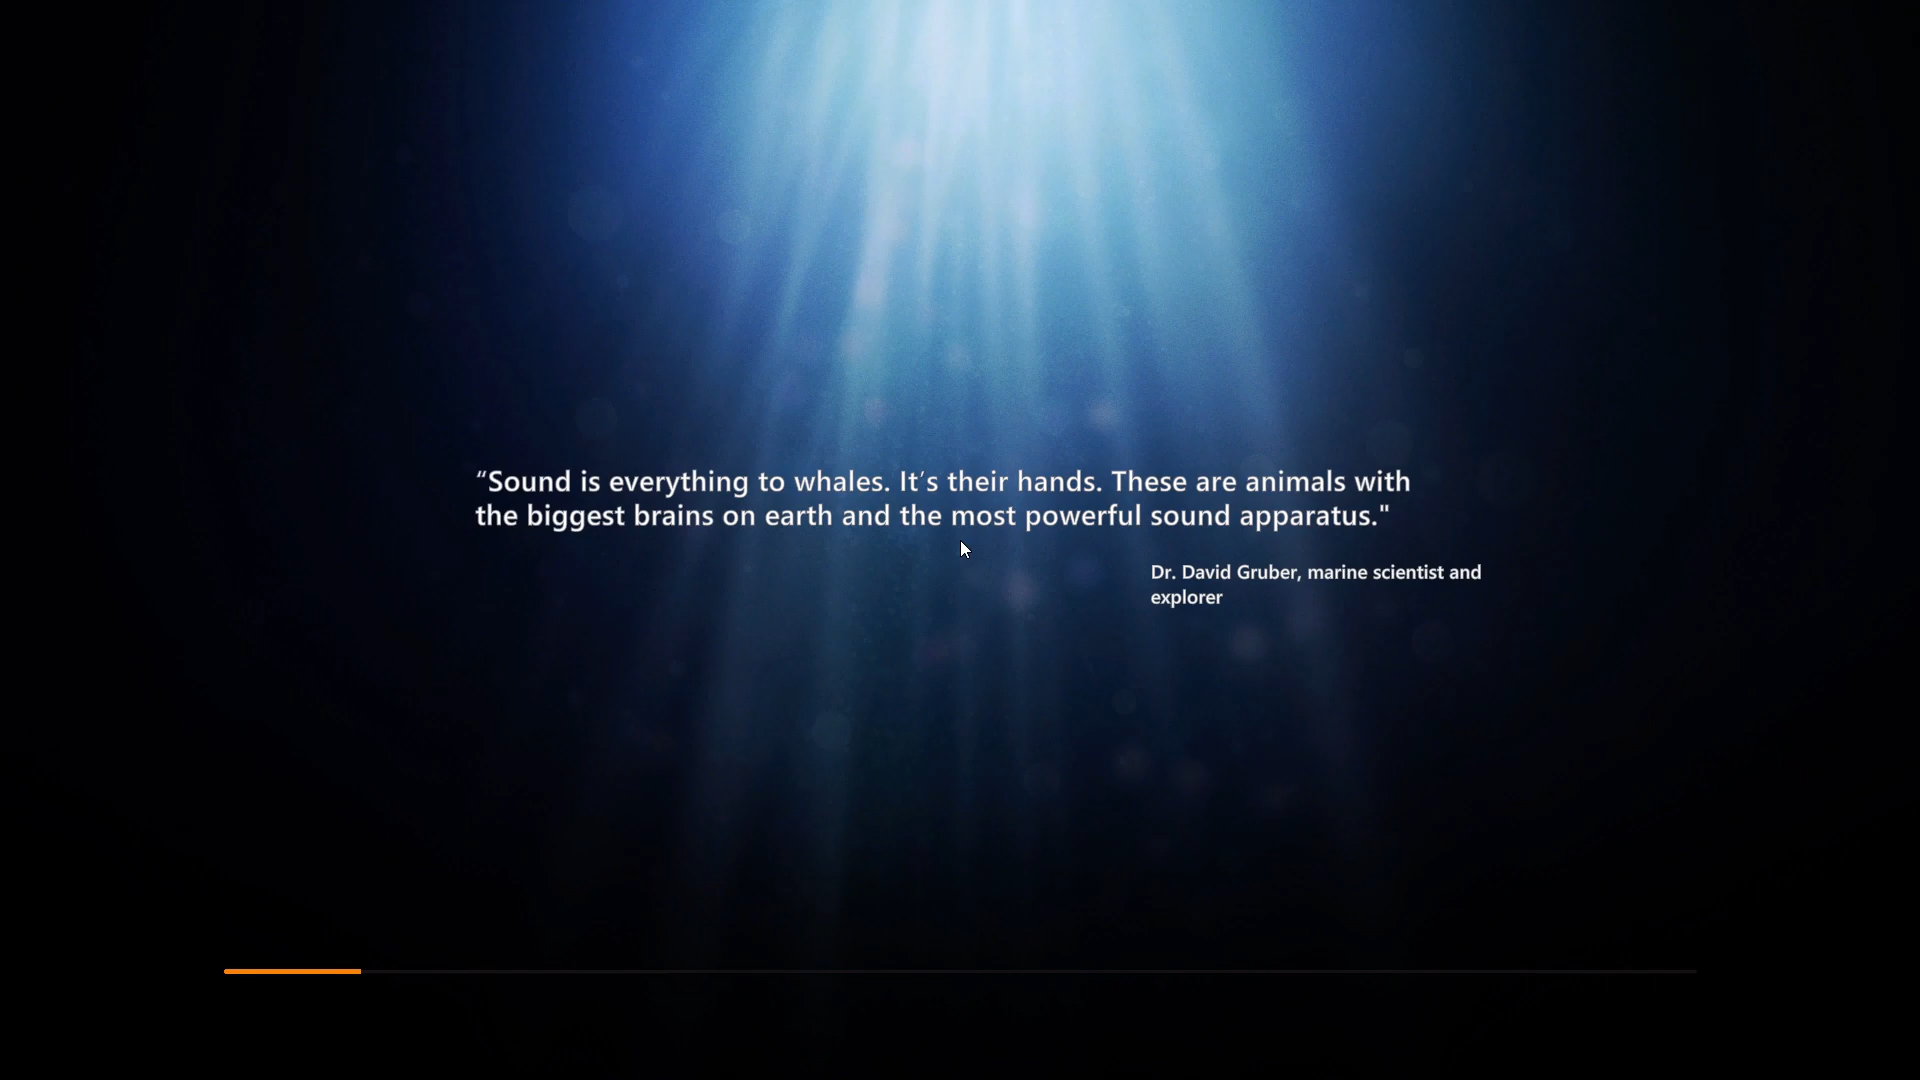 “Sound is everything to whales. It’s their hands. These are animals with
the biggest brains on earth and the most powerful sound apparatus."
Dr. David Gruber, marine scientist and
explorer